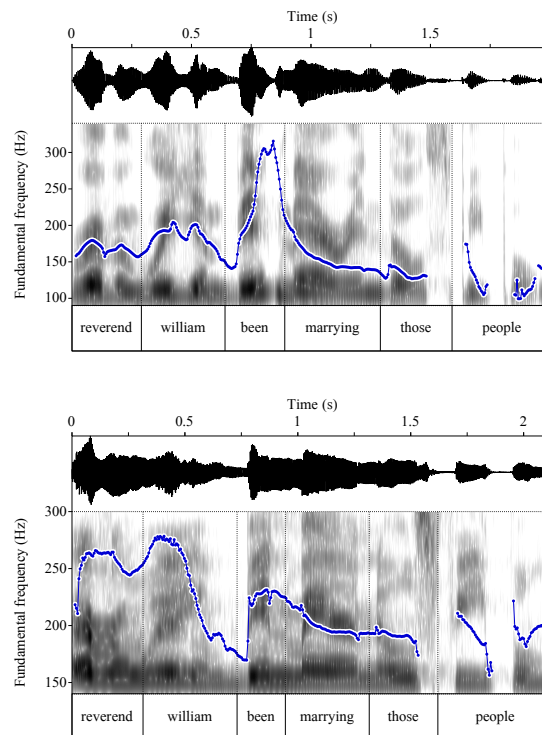 Time (s)
0 0.5 1 1.5
Fundamental frequency (Hz)
300
250
200
150
100
reverend william been marrying those people
Time (s)
0 0.5 1 1.5 2
Fundamental frequency (Hz)
300
250
200
150
reverend william been marrying those people